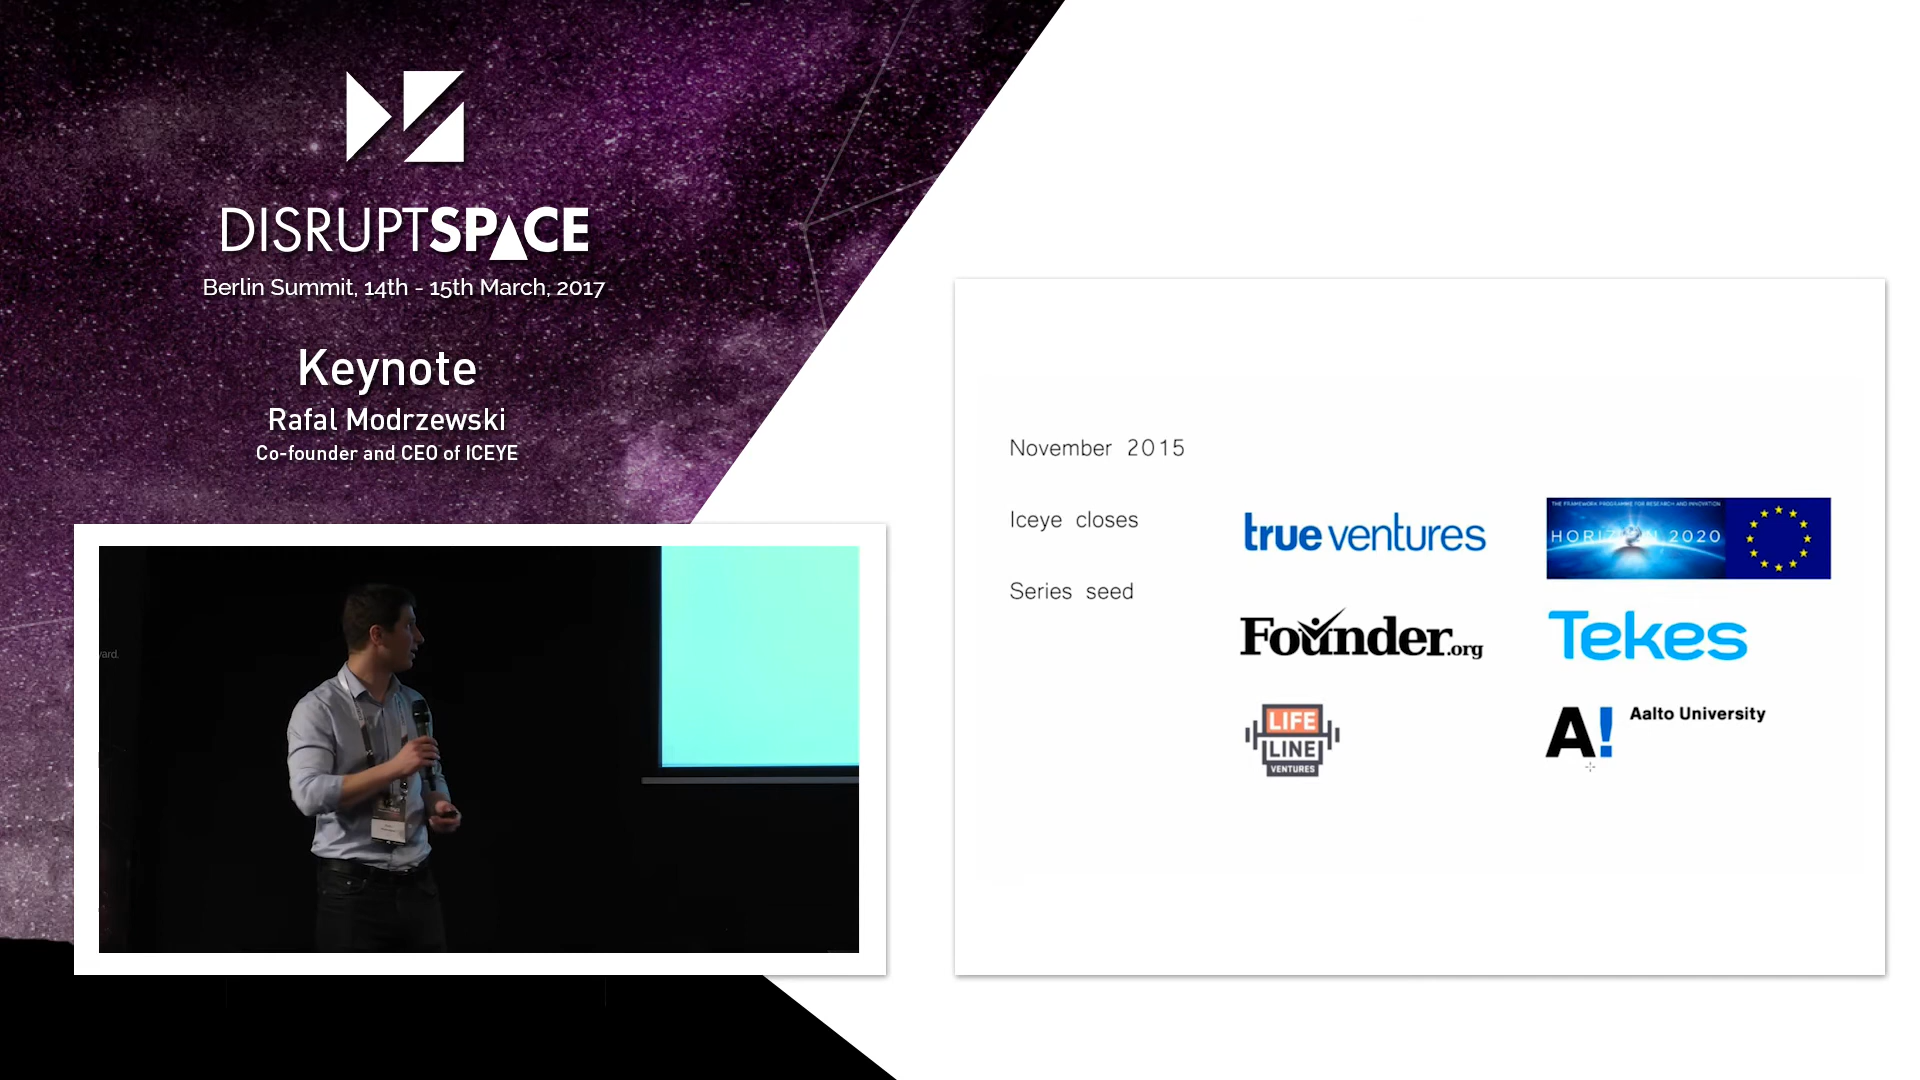 DISRUPTSPACE
Berlin Summit, 14th - 15th March, 2017
Keynote
Rafal Modrzewski
Co-founder and CEO of ICEYE
vard.
November 2015
Iceye closes
Series seed
true ventures
Founder.org
LIFE
LINE
VENTURES
THE FRAMEWORK PROGRAMME FOR RESEARCH AND INNOVATION
HORIZON 2020
Tekes
A!
Aalto University